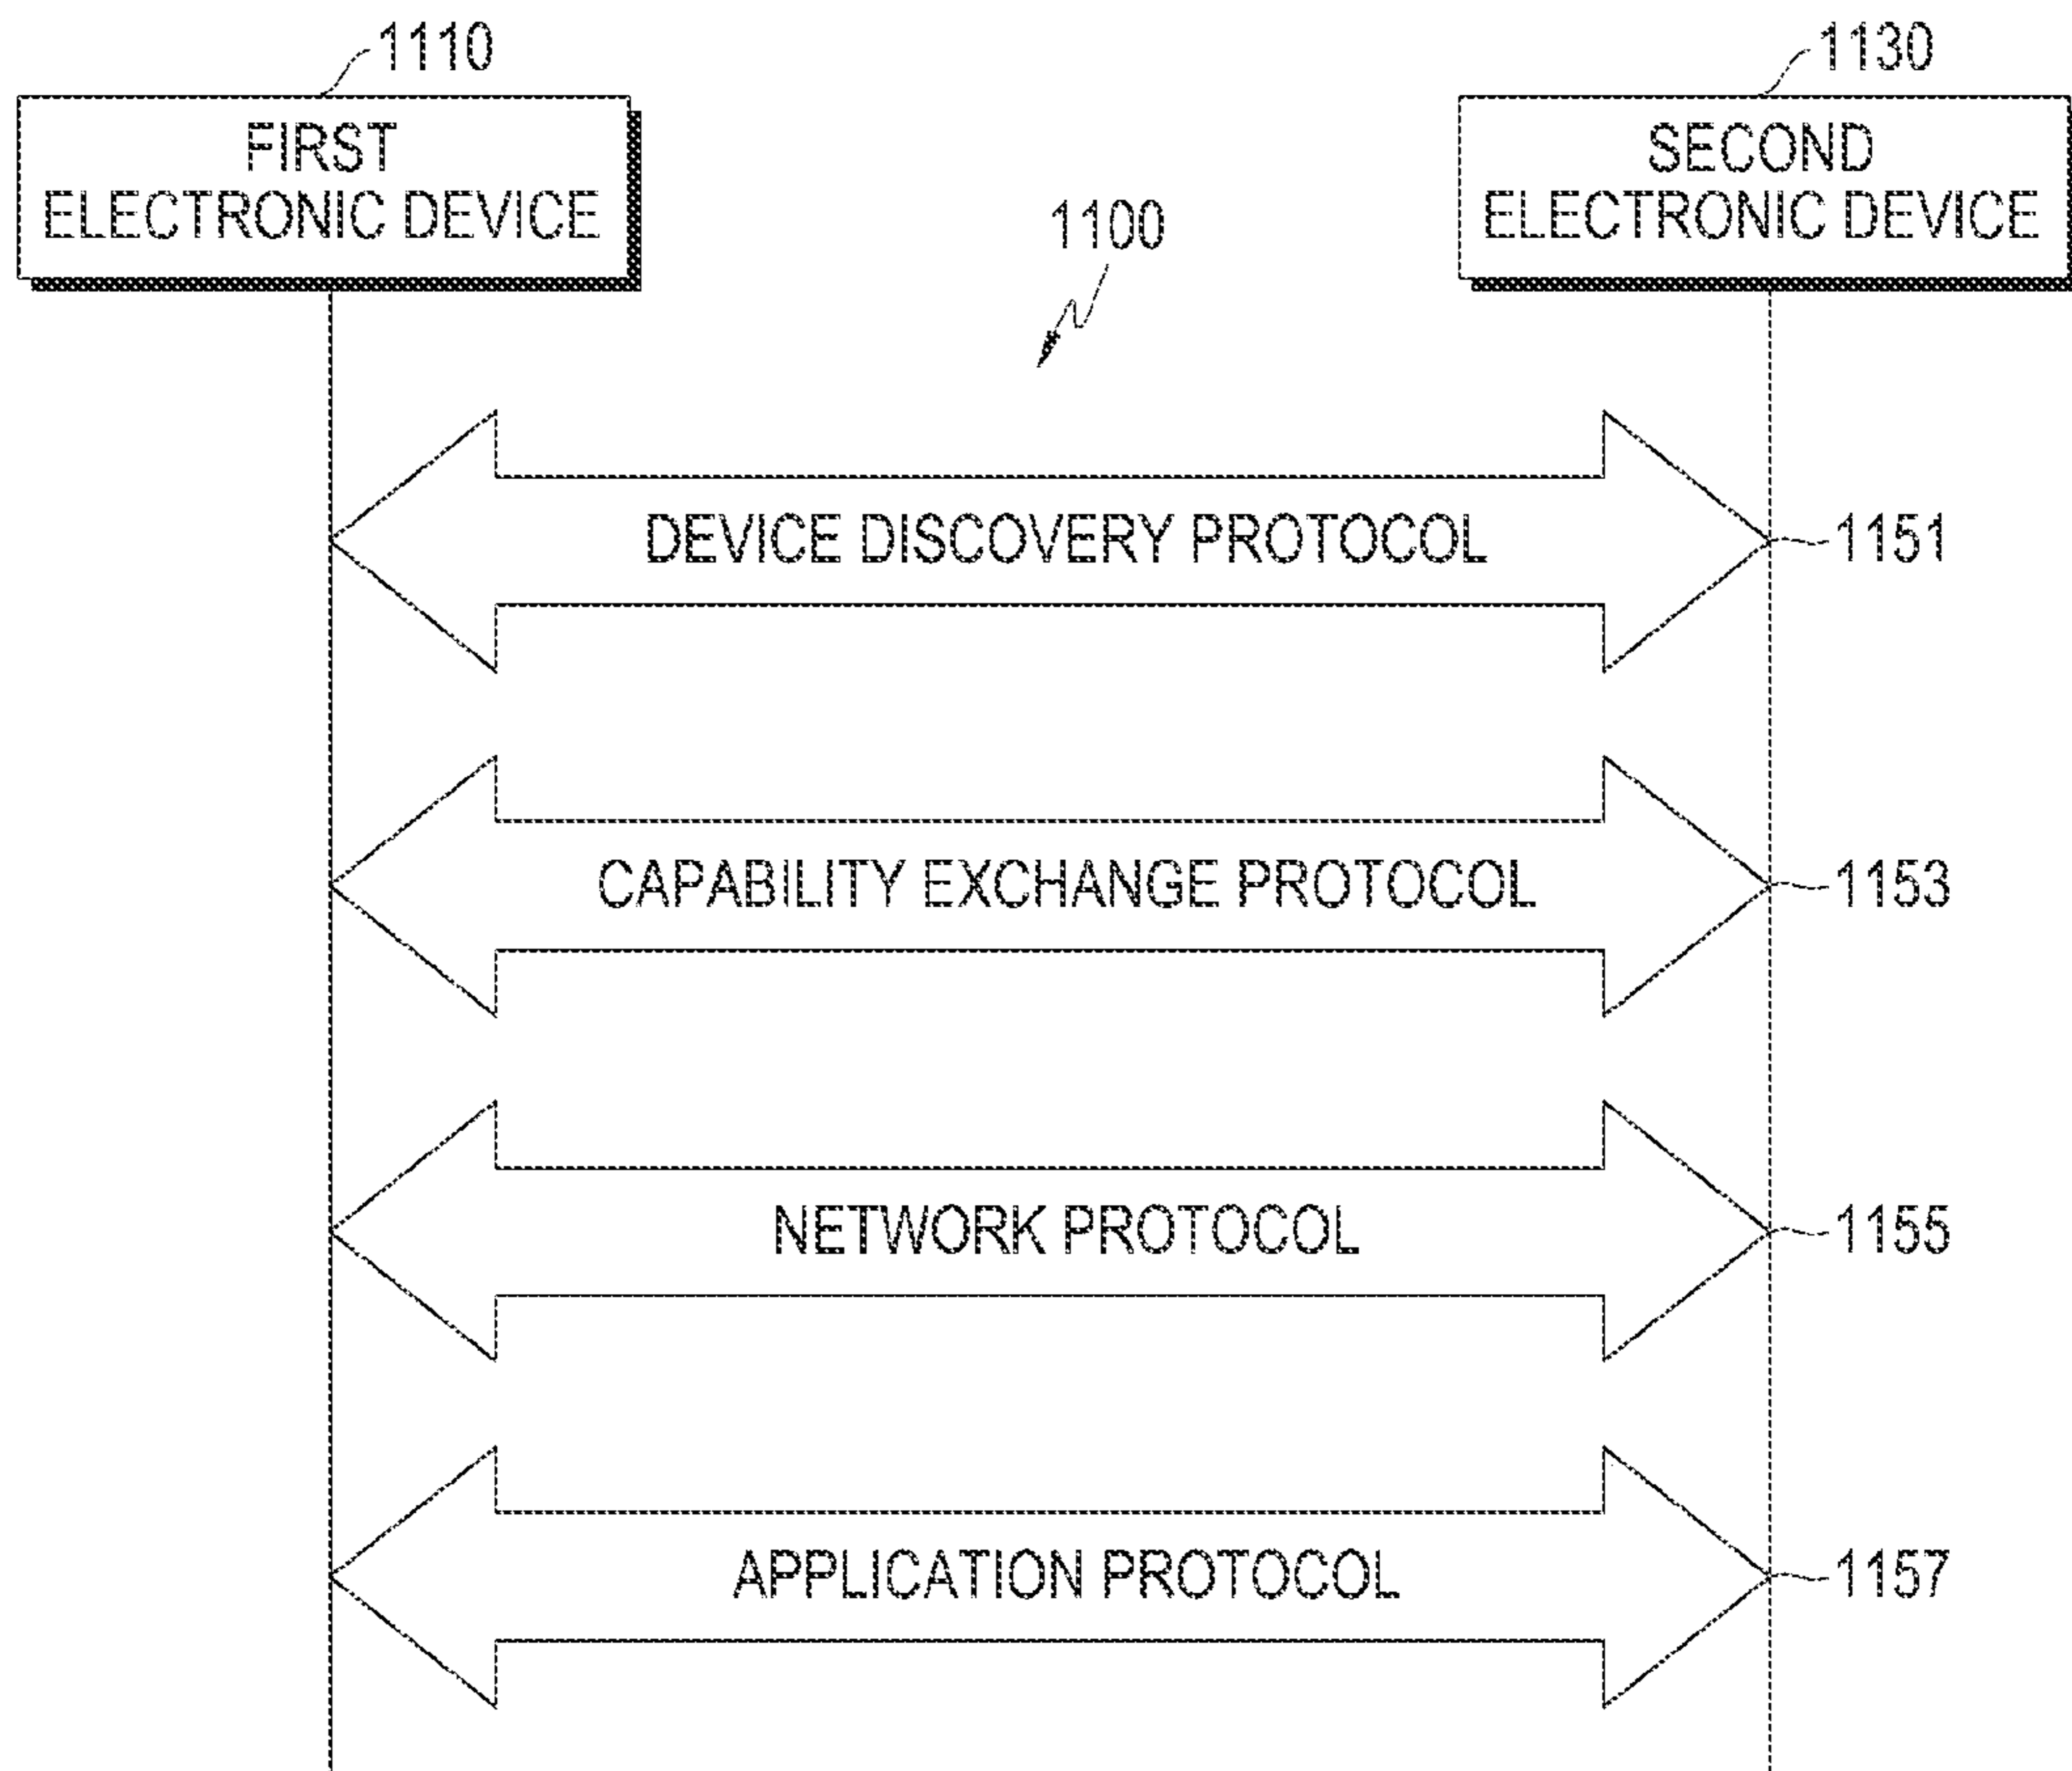 1110
1130
FIRST
ELECTRONIC DEVICE
SECOND
ELECTRONIC DEVICE
1100
DEVICE DISCOVERY PROTOCOL
1151
CAPABILITY EXCHANGE PROTOCOL
1153
NETWORK PROTOCOL
1155
APPLICATION PROTOCOL
1157